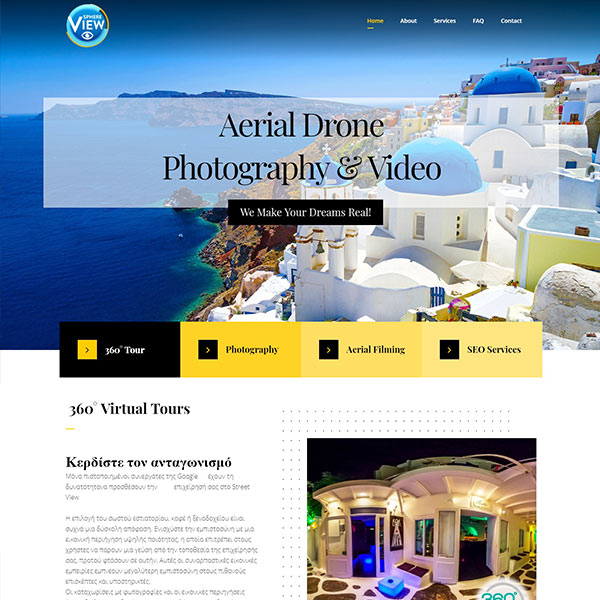 SPHERE
VIEW
Home About Services FAQ Contact
Aerial Drone
Photography & Video
We Make Your Dreams Real!
360° Tour
Photography
Aerial Filming
SEO Services
360° Virtual Tours
Κερδίστε τον ανταγωνισμό
Μόνο πιστοποιημένοι συνεργάτες της Google έχουν τη
δυνατότητανα προσθέσουν την επιχείρησή σας στο Street
View
Η επιλογή του σωστού εστιατορίου, καφέ ή ξενοδοχείου είναι
συχνά μια δύσκολη απόφαση. Ενισχύστε την εμπιστοσύνη με μια
εικονική περιήγηση υψηλής ποιότητας, η οποία επιτρέπει στους
χρήστες να πάρουν μια γεύση από την τοποθεσία της επιχείρησής
σας, προτού φτάσουν σε αυτήν. Αυτές οι συναρπαστικές εικονικές
εμπειρίες εμπνέουν μεγαλύτερη εμπιστοσύνη στους πιθανούς
επισκέπτες και υποστηρικτές.
Οι καταχωρίσεις με φωτογραφίες και οι εικονικές περιηγήσεις
360°